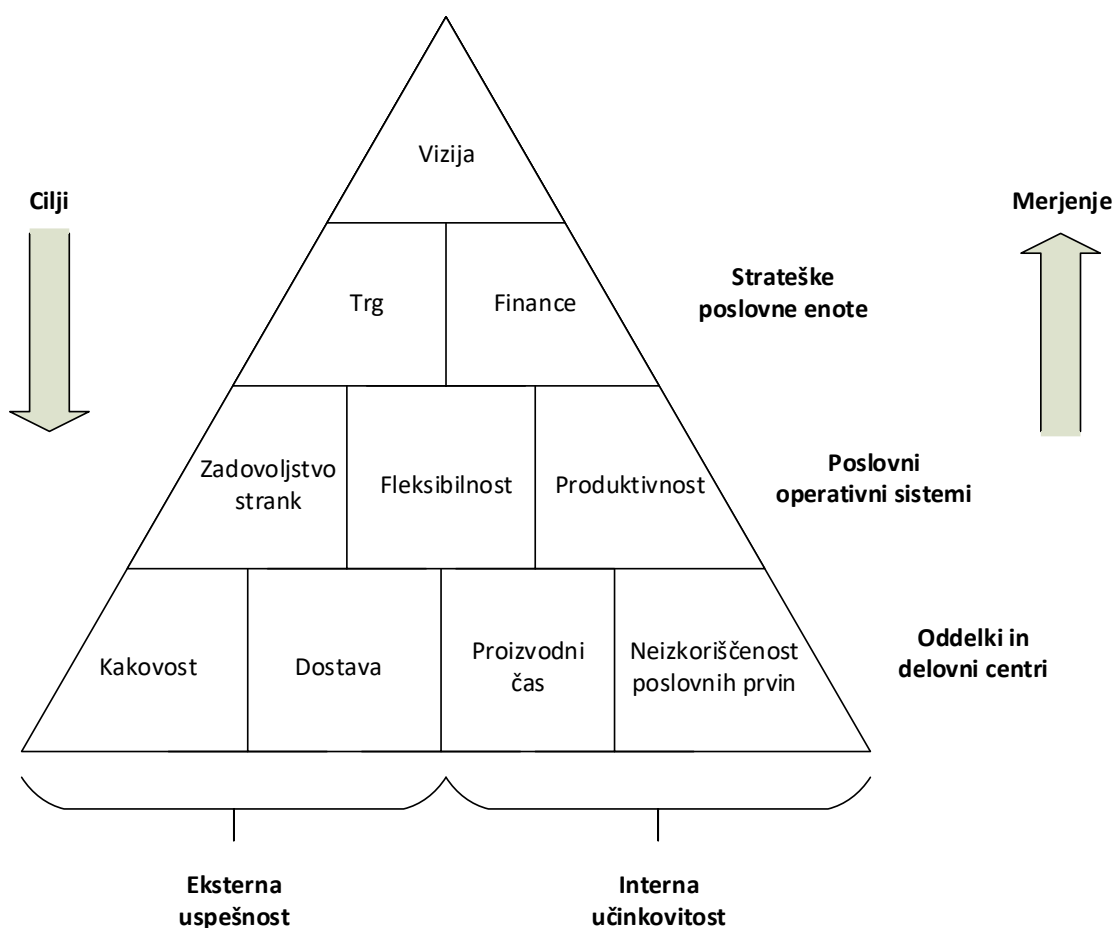 Vizija
Cilji
Merjenje
Trg
Finance
Strateške
poslovne enote
Zadovoljstvo
strank
Fleksibilnost
Produktivnost
Poslovni
operativni sistemi
Kakovost
Dostava
Proizvodni
čas
Neizkoriščenost
poslovnih prvin
Oddelki in
delovni centri
Eksterna
uspešnost
Interna
učinkovitost